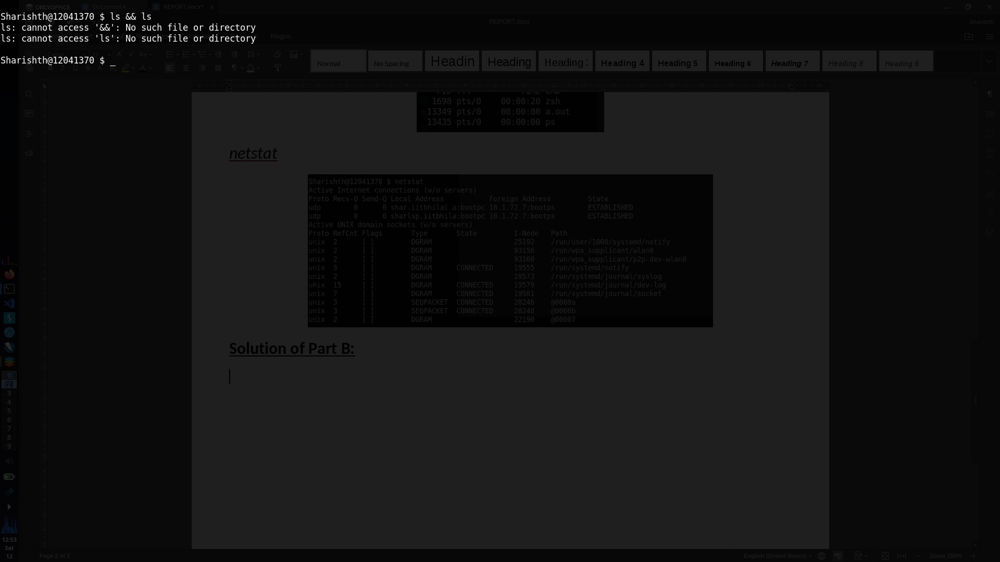 ONLYOFFICE
Document4...
REPORT.docx*
Sharishth@12041370 $ ls && ls
ls: cannot access '&&': No such file or directory
ls: cannot access 'ls': No such file or directory
Sharishth@12041370 $ _
REPORT.docx
Sharishth
Plugins
Normal
No Spacing
Headin
Heading
Heading
Heading 4
Heading 5
Heading 6
Heading 7
Heading 8
Heading 9
1698 pts/0 00:00:20 zsh
13349 pts/0 00:00:00 a.out
13435 pts/0 00:00:00 ps
netstat
Sharishth@12041370 $ netstat
Active Internet connections (w/o servers)
Proto Recv-Q Send-Q Local Address Foreign Address State
udp 0 0 shar.iitbhilai.a:bootpc 10.1.72.7:bootps ESTABLISHED
udp 0 0 sharlsp.iitbhila:bootpc 10.1.72.7:bootps ESTABLISHED
Active UNIX domain sockets (w/o servers)
Proto RefCnt Flags Type State I-Node Path
unix 2 [ ] DGRAM 25192 /run/user/1000/systemd/notify
unix 2 [ ] DGRAM 93156 /run/wpa_supplicant/wlan0
unix 2 [ ] DGRAM 93160 /run/wpa_supplicant/p2p-dev-wlan0
unix 3 [ ] DGRAM CONNECTED 19555 /run/systemd/notify
unix 2 [ ] DGRAM 19573 /run/systemd/journal/syslog
unix 15 [ ] DGRAM CONNECTED 19579 /run/systemd/journal/dev-log
unix 7 [ ] DGRAM CONNECTED 19581 /run/systemd/journal/socket
unix 3 [ ] SEQPACKET CONNECTED 28246 @0000a
unix 3 [ ] SEQPACKET CONNECTED 28248 @0000b
unix 2 [ ] DGRAM 22190 @00007
Solution of Part B:
1
2
3
4
5
6
7
8
9
12:53
Sat
12
Page 2 of 2
English (United States)
Zoom 150%